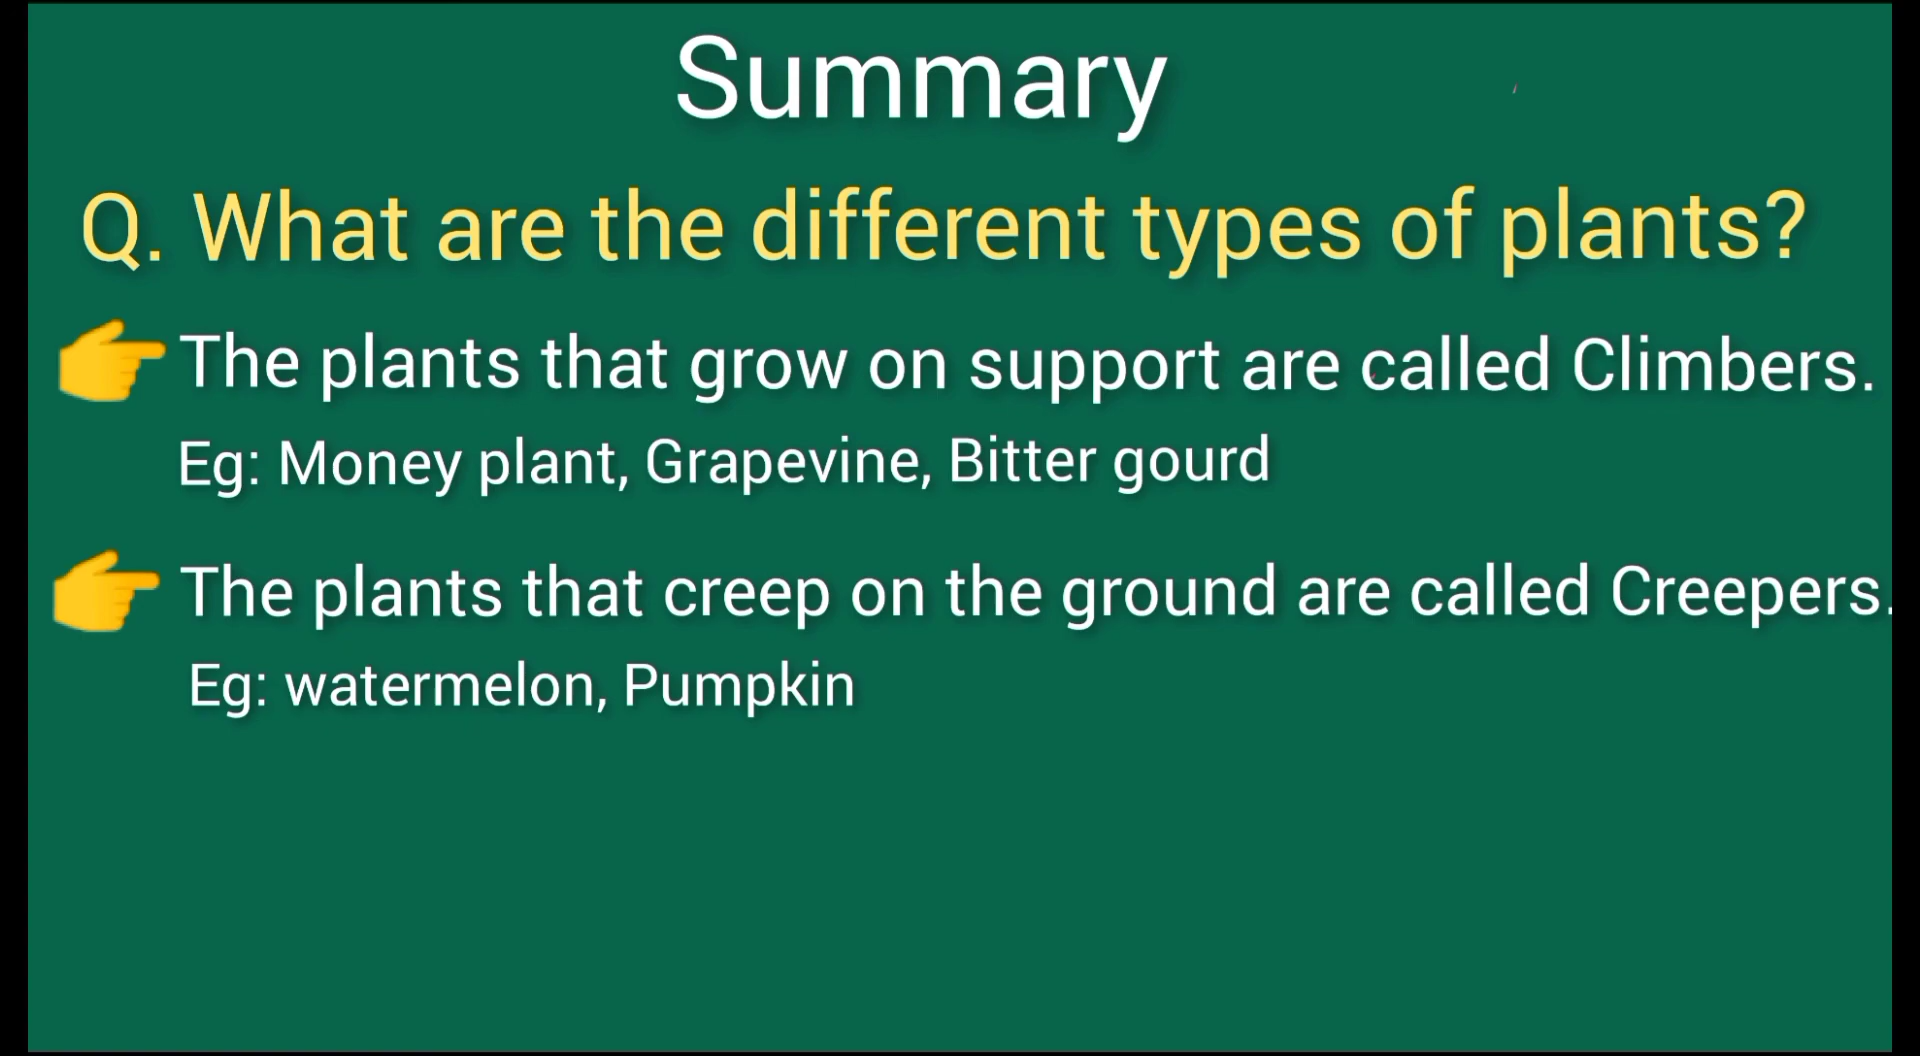 Summary
Q. What are the different types of plants?
👉 The plants that grow on support are called Climbers.
Eg: Money plant, Grapevine, Bitter gourd
👉 The plants that creep on the ground are called Creepers.
Eg: watermelon, Pumpkin